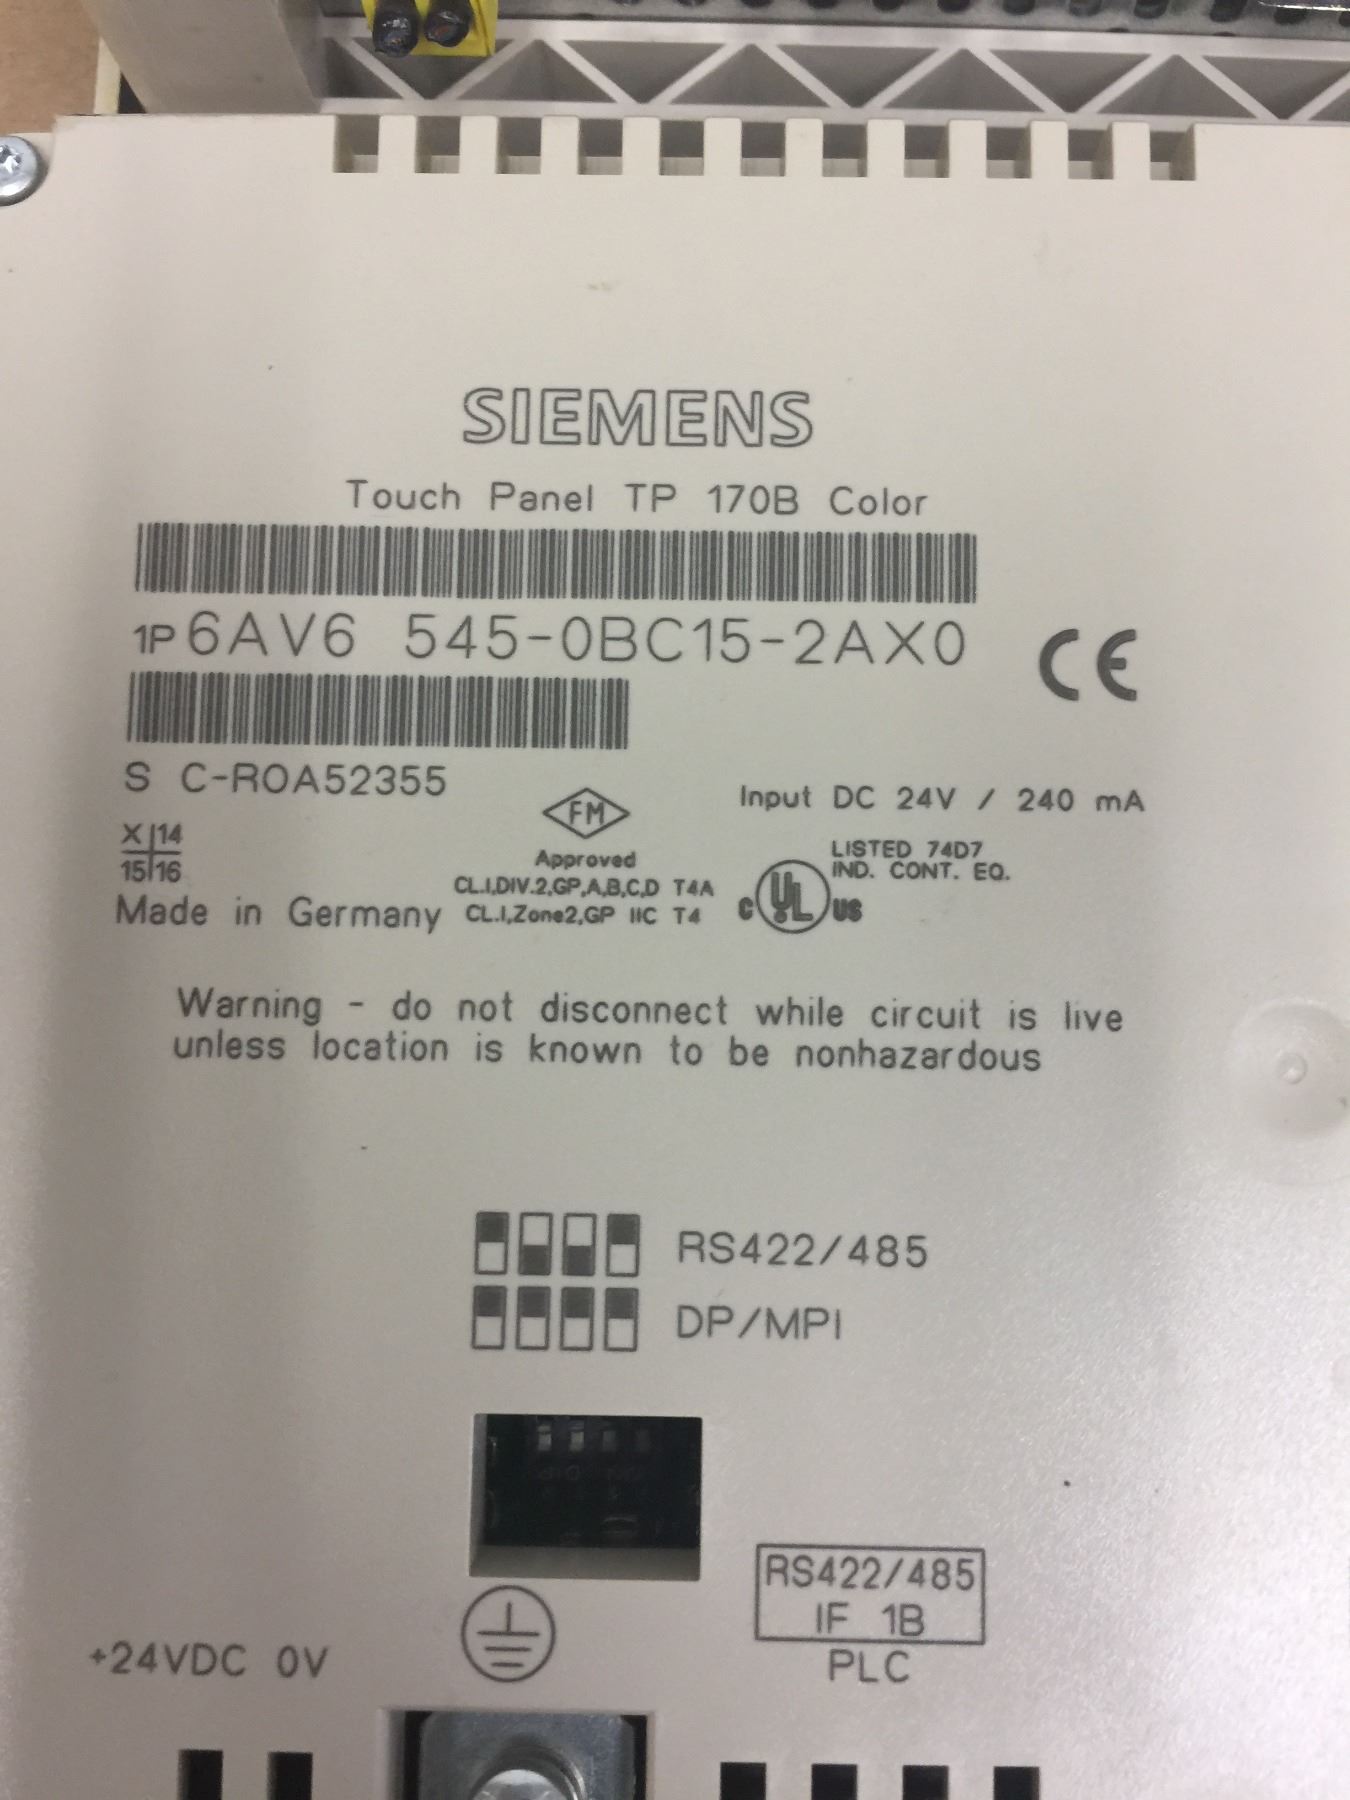 SIEMENS
Touch Panel TP 170B Color
1P 6AV6 545-0BC15-2AX0
CE
S C-R0A52355
X 14
15 16
FM
Approved
CL.I,DIV.2,GP,A,B,C,D T4A
CL.I,Zone2,GP IIC T4
Made in Germany
Input DC 24V / 240 mA
LISTED 74D7
IND. CONT. EQ.
C UL US
Warning - do not disconnect while circuit is live
unless location is known to be nonhazardous
RS422/485
DP/MPI
RS422/485
IF 1B
PLC
+24VDC 0V